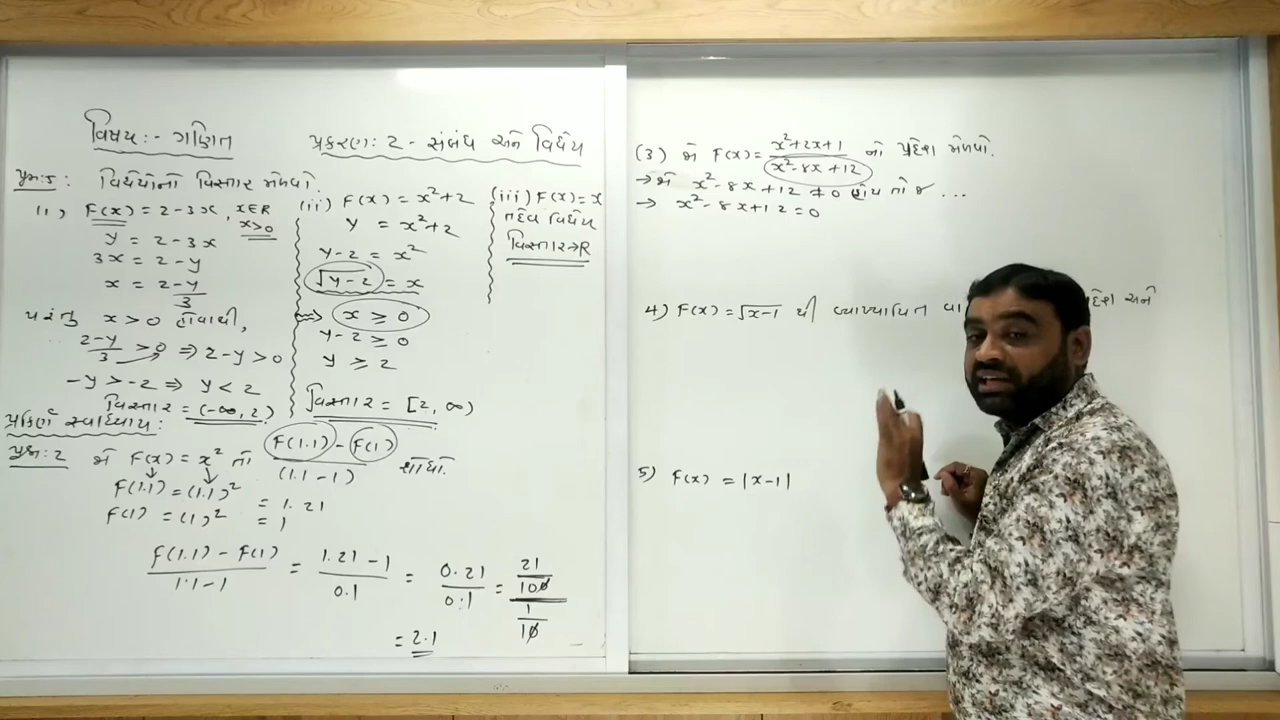 વિષય:- ગણિત
પ્રકરણ: 2 - સંબંધ અને વિધેય
પ્રશ્ન:5: વિધેયોનો વિસ્તાર મેળવો.
(i) F(x) = 2-3x, x∈R
x>0
y = 2-3x
3x = 2-y
x = 2-y/3
પરંતુ x>0 હોવાથી,
2-y/3 >0 ⇒ 2-y>0
-y>-2 ⇒ y<2
વિસ્તાર = (-∞, 2)
(ii) F(x) = x²+2
y = x²+2
y-2 = x²
√y-2 = x
⇒ x ≥ 0
y-2 ≥ 0
y ≥ 2
વિસ્તાર = [2, ∞)
(iii) F(x)=x
તદેવ વિધેય
વિસ્તાર→R
પ્રકિર્ણ સ્વાધ્યાય:
પ્રશ્ન:2 જો F(x) = x² તો F(1.1) - F(1) / (1.1-1) શોધો.
F(1.1) = (1.1)² = 1.21
F(1) = (1)² = 1
F(1.1) - F(1) / 1.1-1 = 1.21-1 / 0.1 = 0.21 / 0.1 = 21/100 / 1/10
= 2.1
(3) જો F(x) = x²+2x+1 / x²-8x+12 નો પ્રદેશ મેળવો.
→ જો x²-8x+12 ≠0 હોય તો જ ...
→ x²-8x+12=0
4) F(x) = √x-1 થી વ્યાખ્યાયિત વા અને
5) F(x) = |x-1|